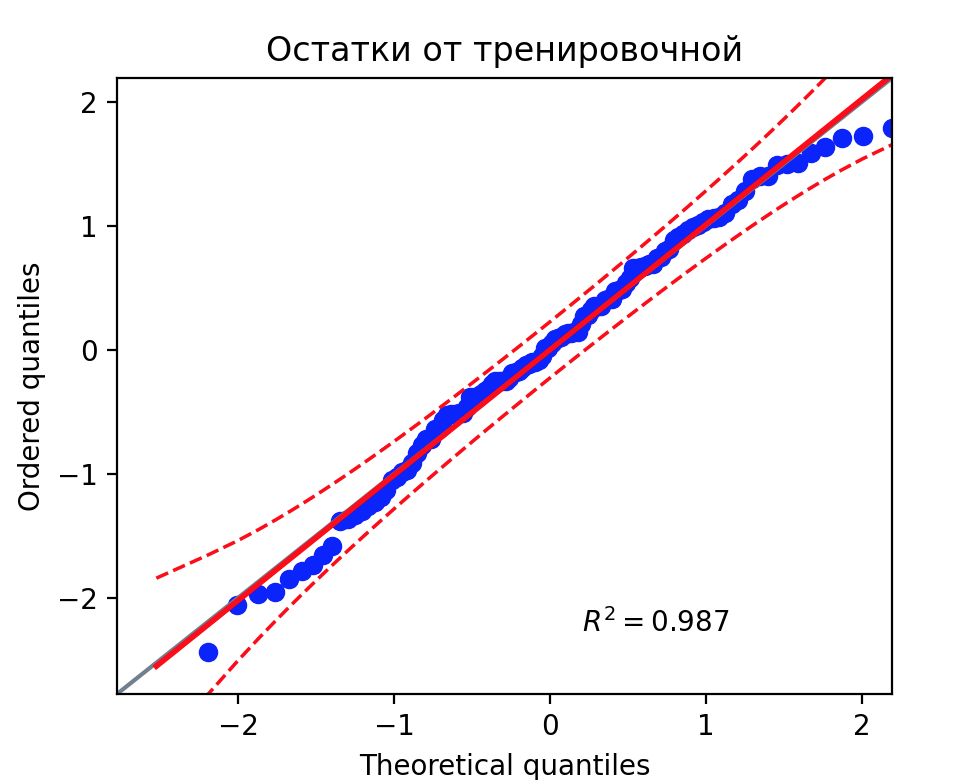 Остатки от тренировочной
Ordered quantiles
2
1
0
−1
−2
R² = 0.987
−2 −1 0 1 2
Theoretical quantiles